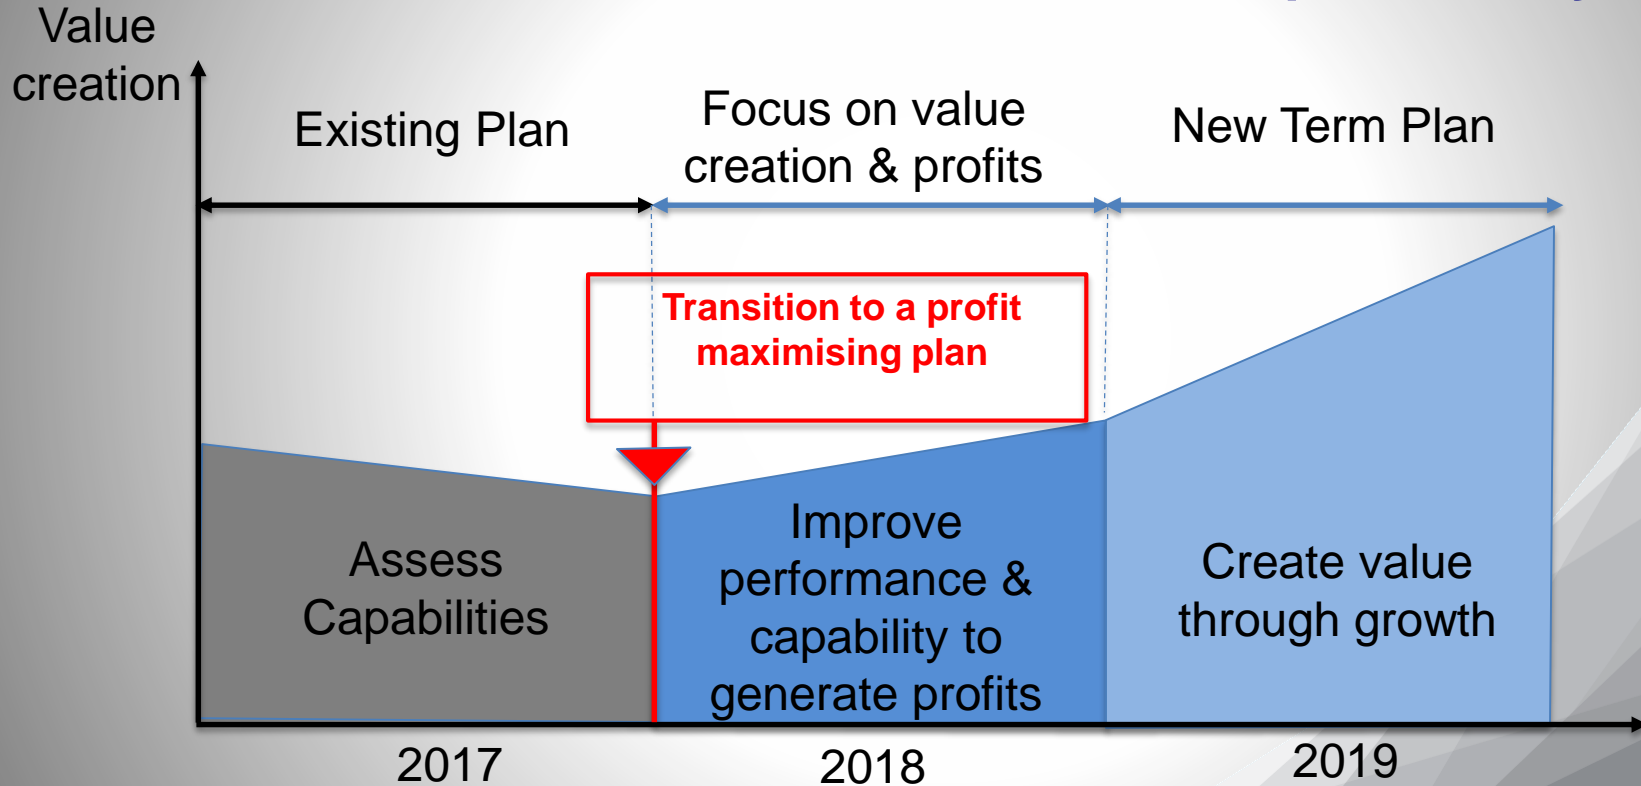 Value
creation
Existing Plan
Focus on value
creation & profits
New Term Plan
Transition to a profit
maximising plan
Assess
Capabilities
Improve
performance &
capability to
generate profits
Create value
through growth
2017
2018
2019